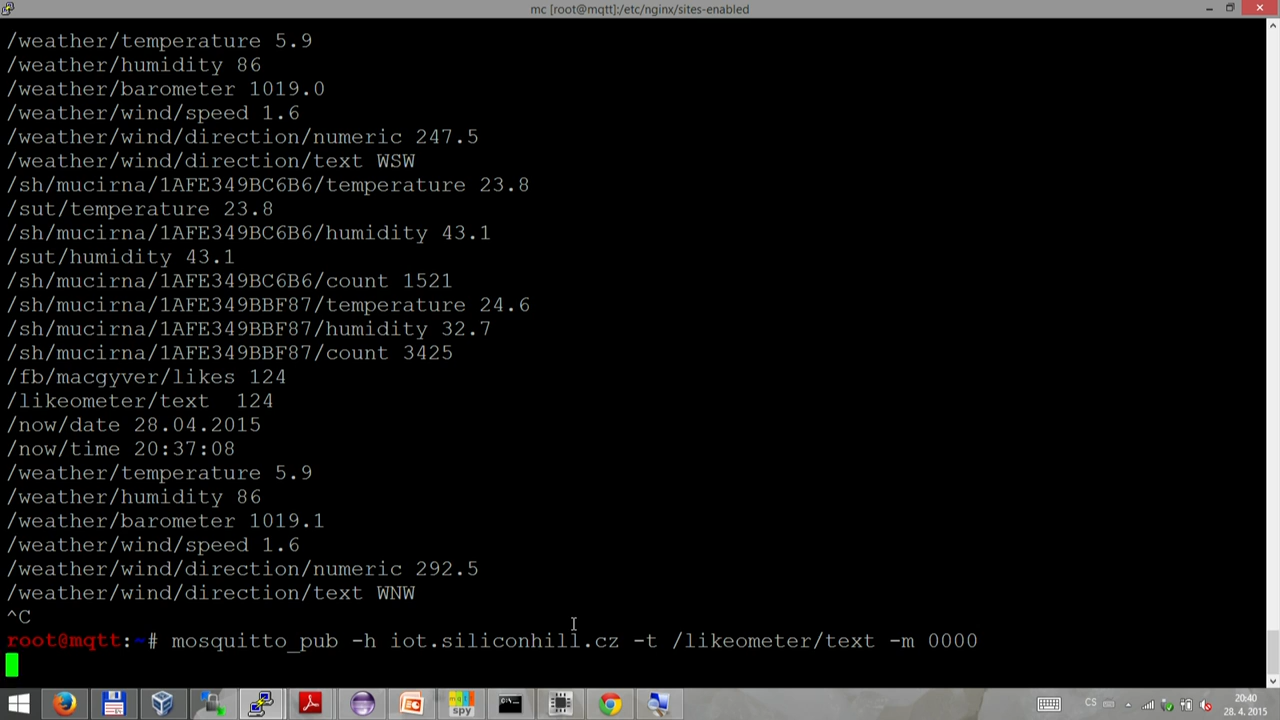 mc [root@mqtt]:/etc/nginx/sites-enabled
/weather/temperature 5.9
/weather/humidity 86
/weather/barometer 1019.0
/weather/wind/speed 1.6
/weather/wind/direction/numeric 247.5
/weather/wind/direction/text WSW
/sh/mucirna/1AFE349BC6B6/temperature 23.8
/sut/temperature 23.8
/sh/mucirna/1AFE349BC6B6/humidity 43.1
/sut/humidity 43.1
/sh/mucirna/1AFE349BC6B6/count 1521
/sh/mucirna/1AFE349BBF87/temperature 24.6
/sh/mucirna/1AFE349BBF87/humidity 32.7
/sh/mucirna/1AFE349BBF87/count 3425
/fb/macgyver/likes 124
/likeometer/text  124
/now/date 28.04.2015
/now/time 20:37:08
/weather/temperature 5.9
/weather/humidity 86
/weather/barometer 1019.1
/weather/wind/speed 1.6
/weather/wind/direction/numeric 292.5
/weather/wind/direction/text WNW
^C
root@mqtt:~# mosquitto_pub -h iot.siliconhill.cz -t /likeometer/text -m 0000
spy
CS
20:40
28. 4. 2015